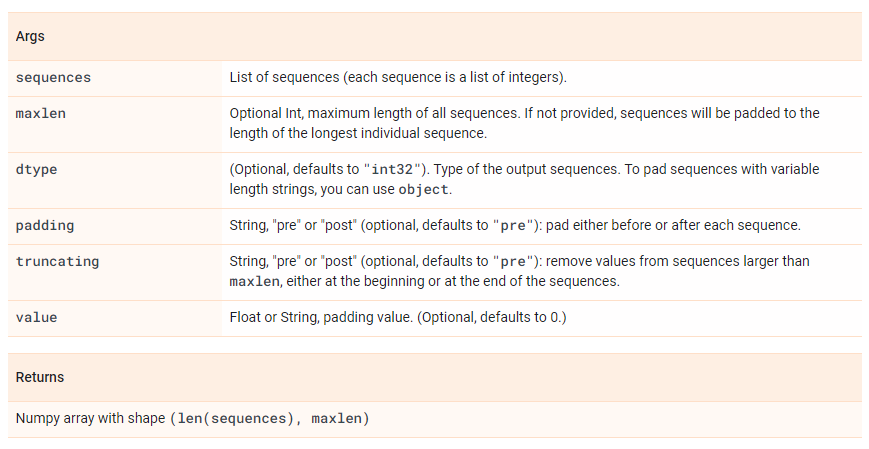 Args
sequences List of sequences (each sequence is a list of integers).
maxlen Optional Int, maximum length of all sequences. If not provided, sequences will be padded to the
length of the longest individual sequence.
dtype (Optional, defaults to "int32"). Type of the output sequences. To pad sequences with variable
length strings, you can use object.
padding String, "pre" or "post" (optional, defaults to "pre"): pad either before or after each sequence.
truncating String, "pre" or "post" (optional, defaults to "pre"): remove values from sequences larger than
maxlen, either at the beginning or at the end of the sequences.
value Float or String, padding value. (Optional, defaults to 0.)
Returns
Numpy array with shape (len(sequences), maxlen)